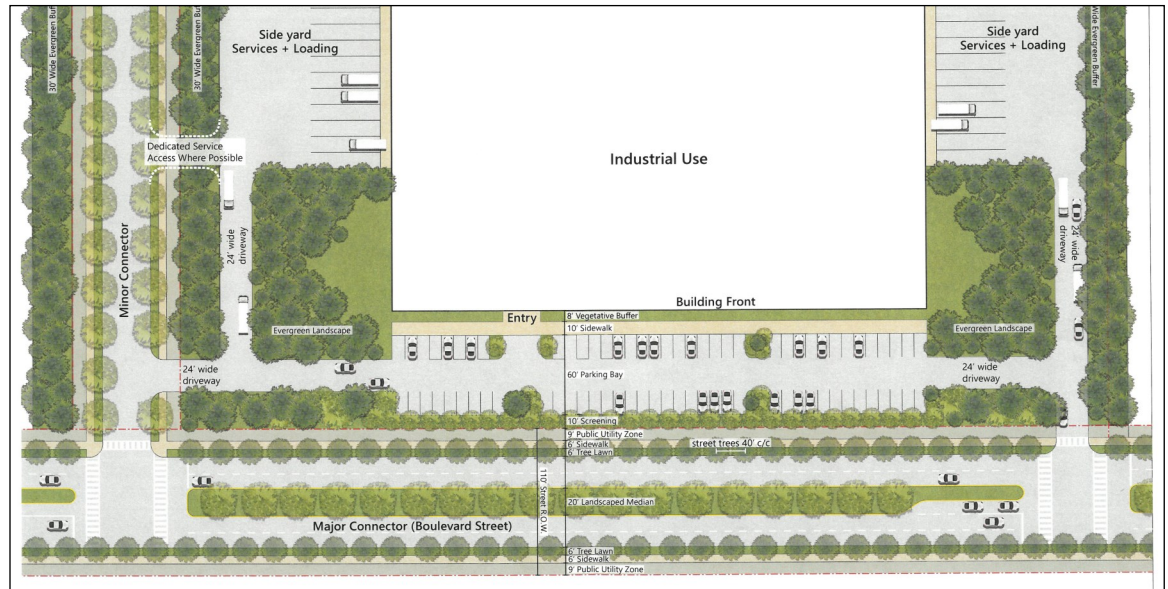 30' Wide Evergreen Buf
30' Wide Evergreen Buf
Side yard
Services + Loading
Side yard
Services + Loading
Wide Evergreen Buffer
Dedicated Service
Access Where Possible
Industrial Use
Minor Connector
24' wide
driveway
24' wide
driveway
Building Front
Entry
8' Vegetative Buffer
10' Sidewalk
Evergreen Landscape
Evergreen Landscape
24' wide
driveway
60' Parking Bay
24' wide
driveway
10' Screening
9' Public Utility Zone
6' Sidewalk
6' Tree Lawn
street trees 40' c/c
110' Street R.O.W.
20' Landscaped Median
Major Connector (Boulevard Street)
6' Tree Lawn
6' Sidewalk
9' Public Utility Zone